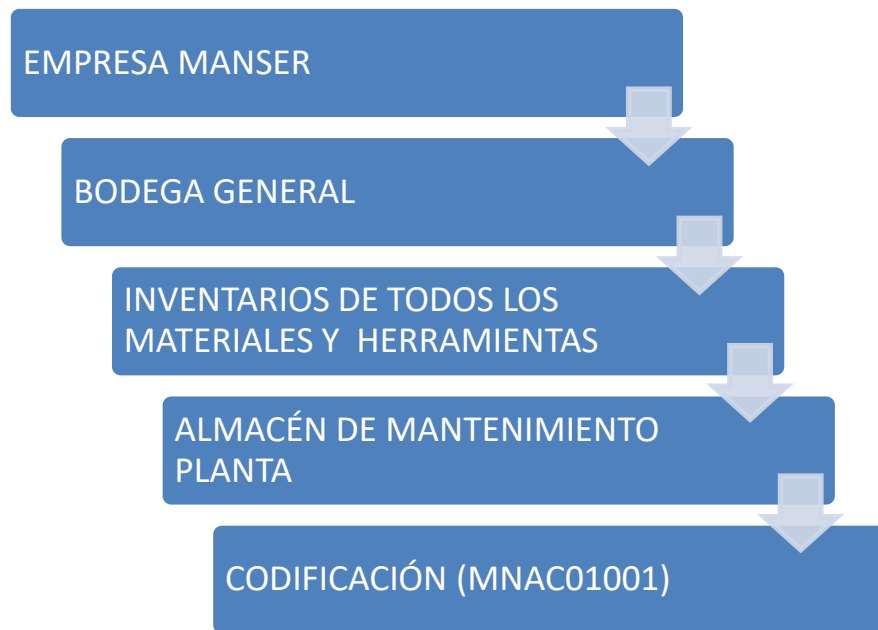 EMPRESA MANSER
BODEGA GENERAL
INVENTARIOS DE TODOS LOS
MATERIALES Y  HERRAMIENTAS
ALMACÉN DE MANTENIMIENTO
PLANTA
CODIFICACIÓN (MNAC01001)